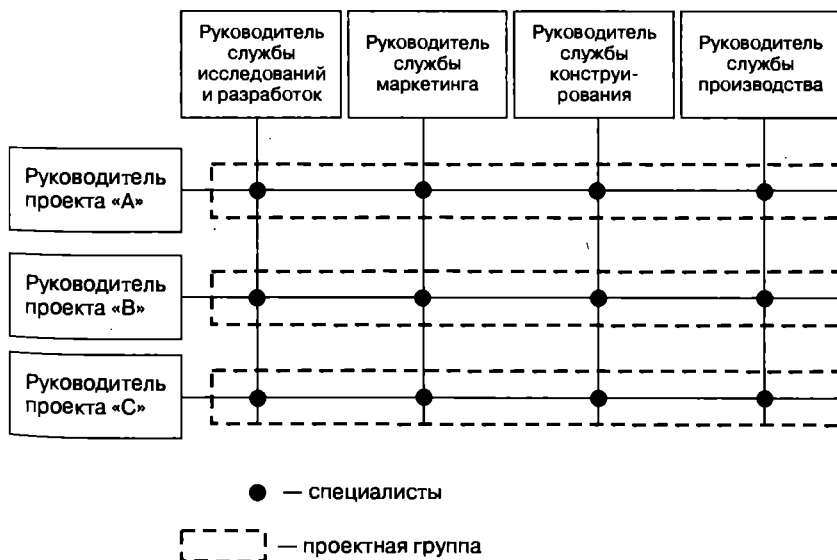 Руководитель
службы
исследований
и разработок
Руководитель
службы
маркетинга
Руководитель
службы
конструи-
рования
Руководитель
службы
производства
Руководитель
проекта «А»
Руководитель
проекта «В»
Руководитель
проекта «С»
— специалисты
— проектная группа